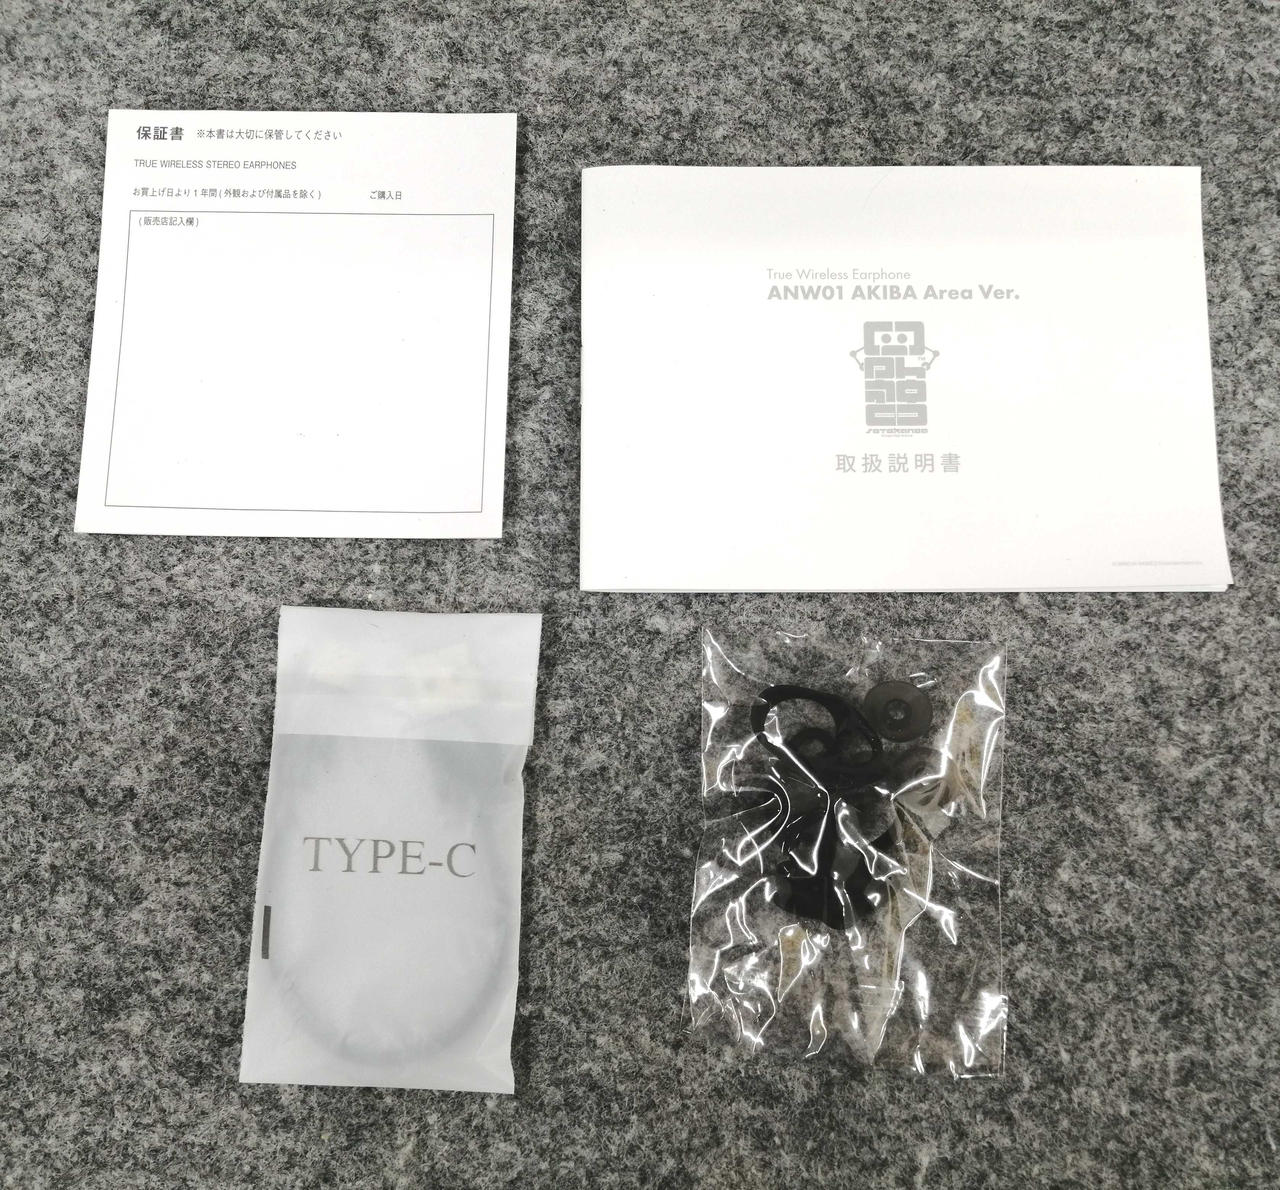 保証書 ※本書は大切に保管してください
TRUE WIRELESS STEREO EARPHONES
お買上げ日より1年間(外観および付属品を除く) ご購入日
(販売店記入欄)
True Wireless Earphone
ANW01 AKIBA Area Ver.
TM
取扱説明書
TYPE-C